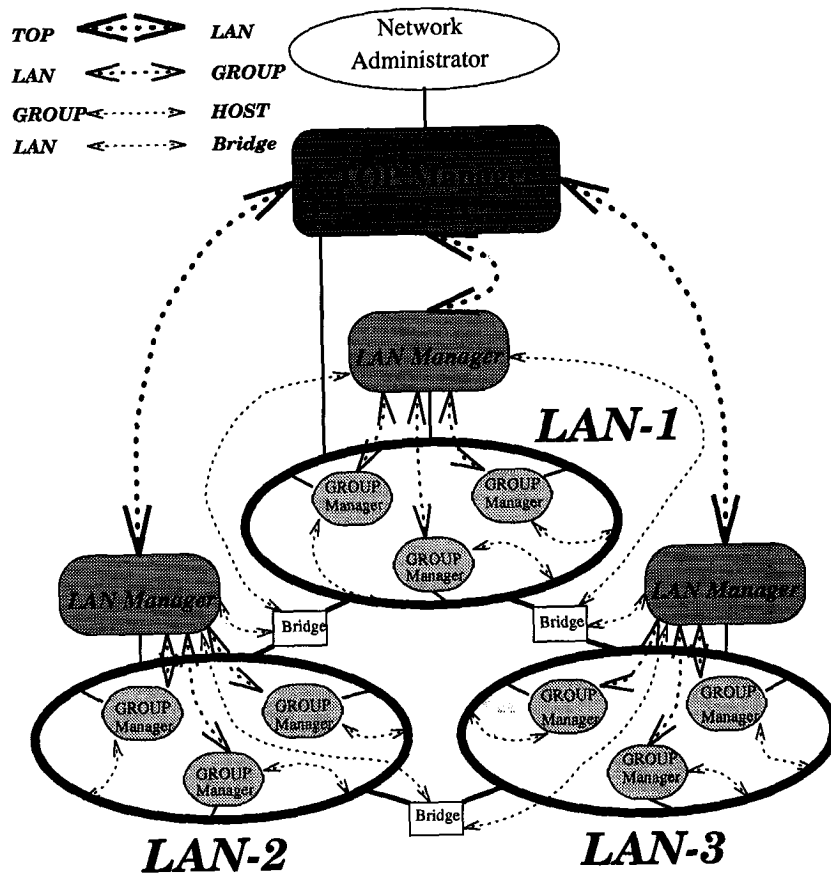 Network
Administrator
TOP LAN
LAN GROUP
GROUP HOST
LAN Bridge
TOP Manager
LAN Manager
LAN-1
GROUP
Manager
GROUP
Manager
GROUP
Manager
LAN Manager
LAN Manager
Bridge
Bridge
GROUP
Manager
GROUP
Manager
GROUP
Manager
GROUP
Manager
GROUP
Manager
GROUP
Manager
Bridge
LAN-2
LAN-3